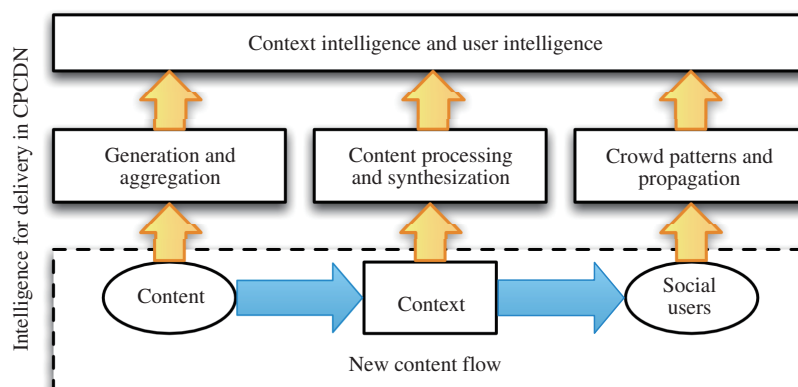 Intelligence for delivery in CPCDN
Context intelligence and user intelligence
Generation and
aggregation
Content processing
and synthesization
Crowd patterns and
propagation
Content
Context
Social
users
New content flow